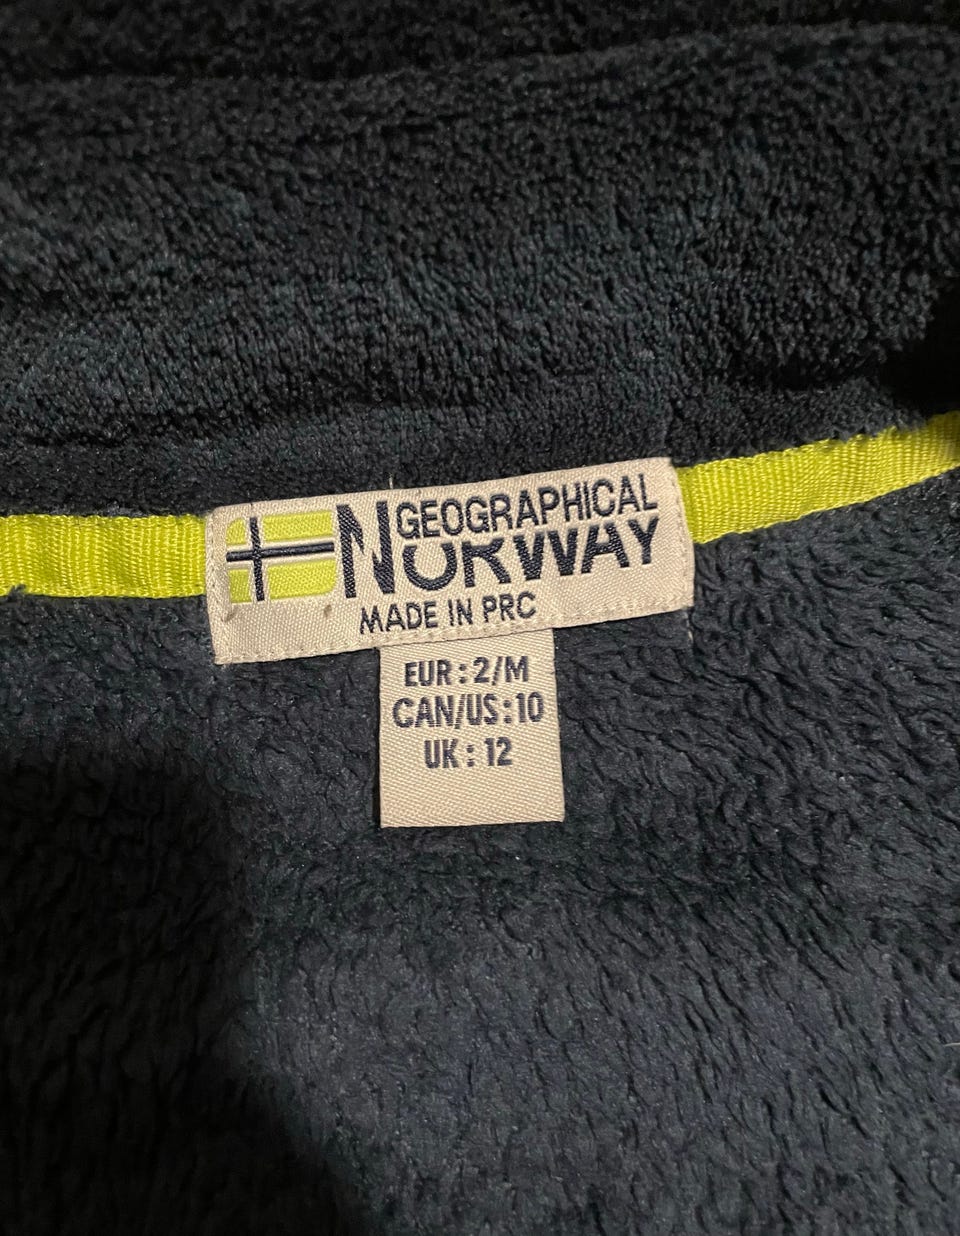 GEOGRAPHICAL
NORWAY
MADE IN PRC
EUR : 2/M
CAN/US : 10
UK : 12